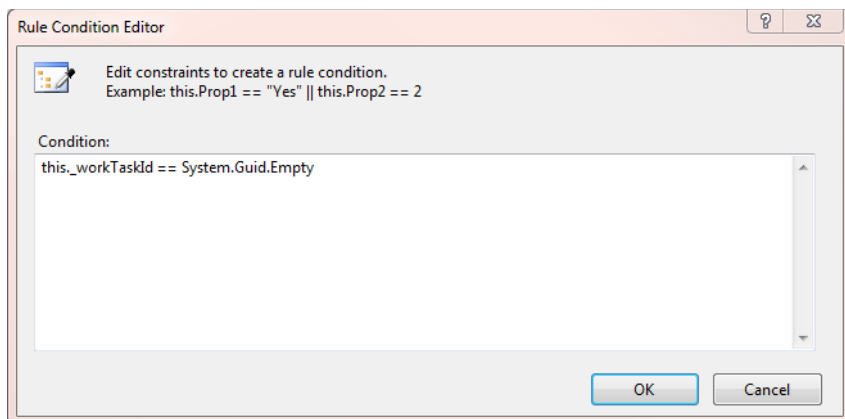 Rule Condition Editor
Edit constraints to create a rule condition.
Example: this.Prop1 == "Yes" || this.Prop2 == 2
Condition:
this._workTaskId == System.Guid.Empty
OK Cancel